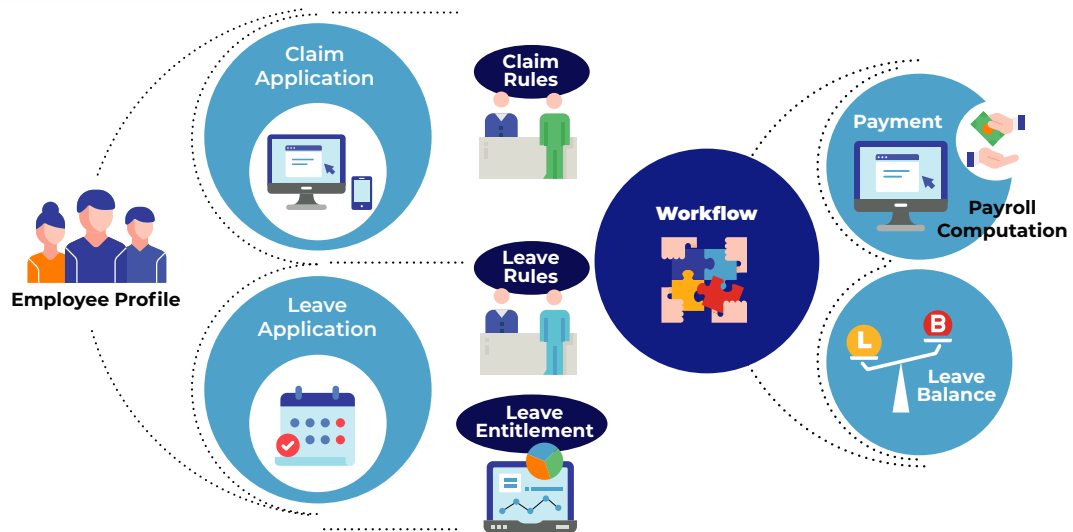 Claim
Application
Claim
Rules
Payment
Workflow
Payroll
Computation
Employee Profile
Leave
Rules
Leave
Application
L
B
Leave
Balance
Leave
Entitlement